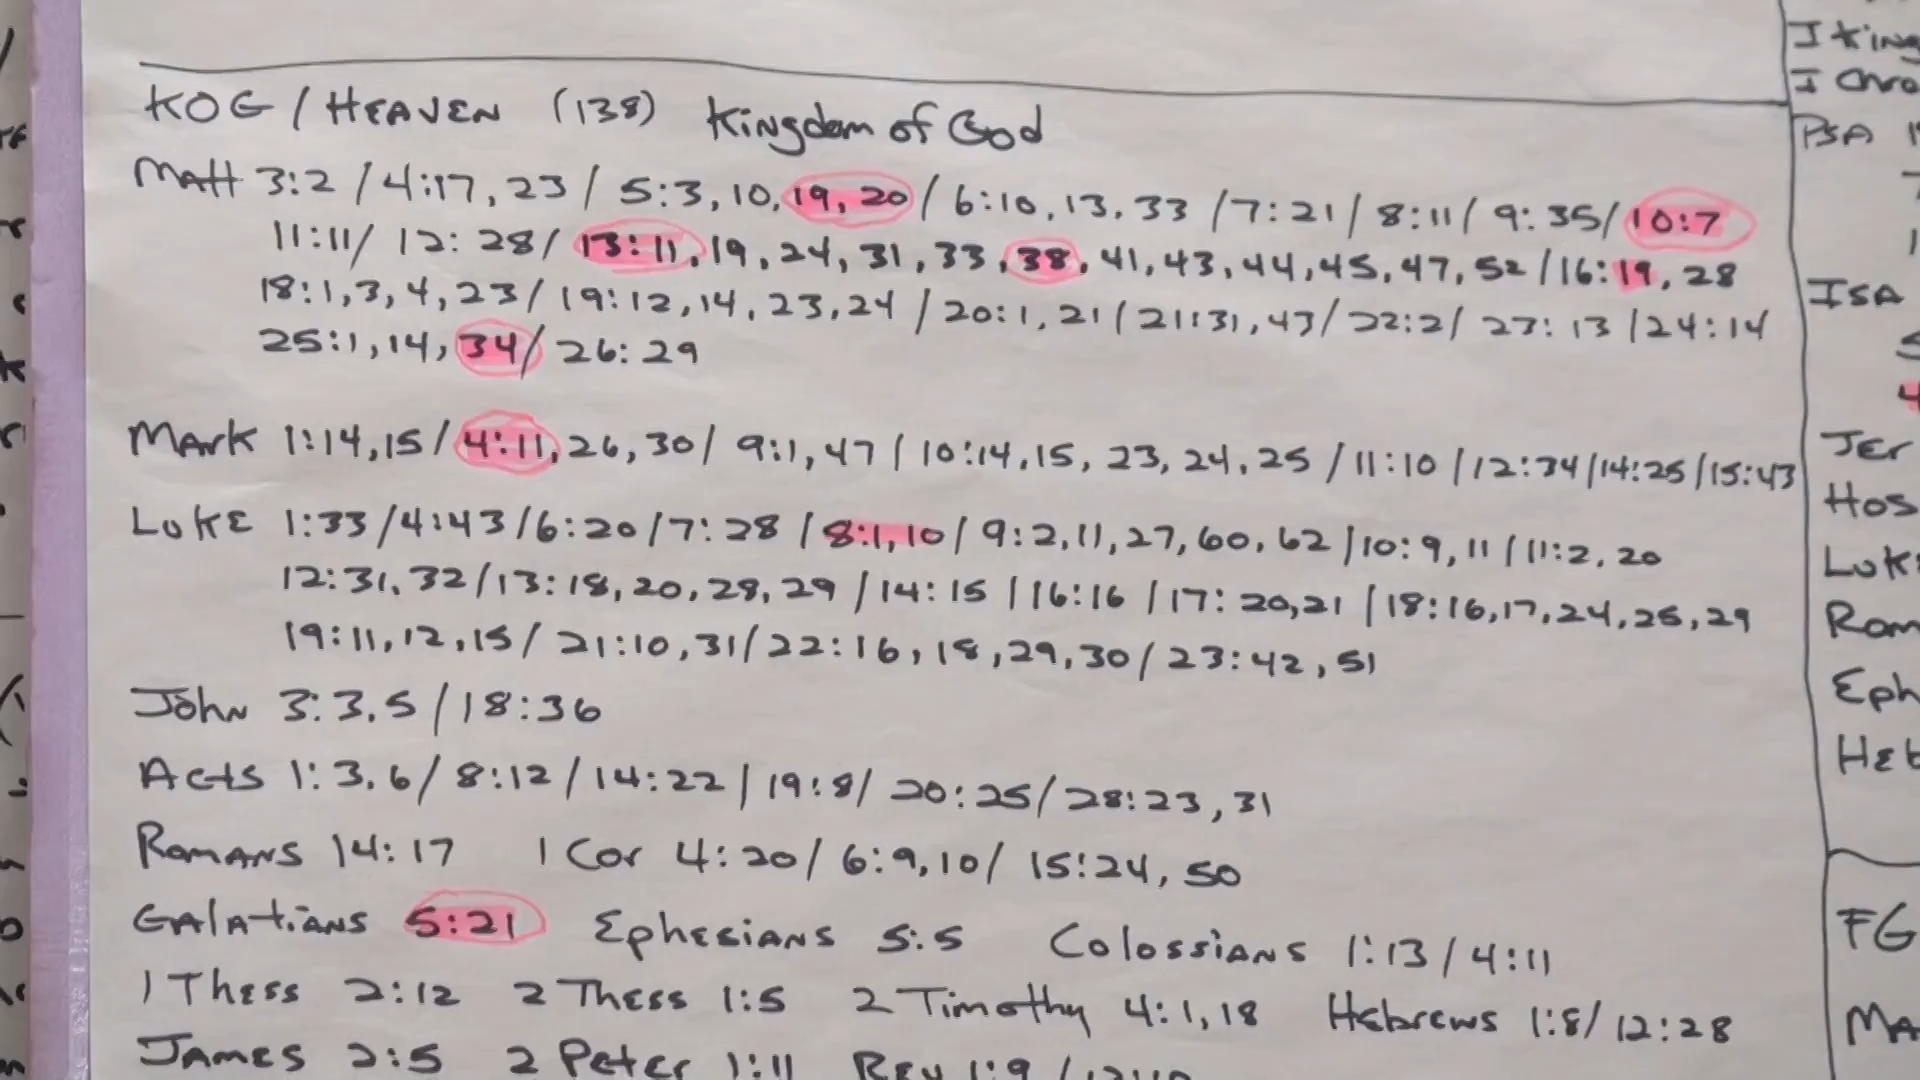 KOG / HEAVEN (138) Kingdom of God
Matt 3:2 / 4:17, 23 / 5:3, 10, 19, 20 / 6:10, 13, 33 / 7:21 / 8:11 / 9:35 / 10:7
11:11 / 12:28 / 13:11, 19, 24, 31, 33, 38, 41, 43, 44, 45, 47, 52 / 16:19, 28
18:1, 3, 4, 23 / 19:12, 14, 23, 24 / 20:1, 21 / 21:31, 43 / 22:2 / 23:13 / 24:14
25:1, 14, 34 / 26:29
Mark 1:14, 15 / 4:11, 26, 30 / 9:1, 47 / 10:14, 15, 23, 24, 25 / 11:10 / 12:34 / 14:25 / 15:43
Luke 1:33 / 4:43 / 6:20 / 7:28 / 8:1, 10 / 9:2, 11, 27, 60, 62 / 10:9, 11 / 11:2, 20
12:31, 32 / 13:18, 20, 28, 29 / 14:15 / 16:16 / 17:20, 21 / 18:16, 17, 24, 25, 29
19:11, 12, 15 / 21:10, 31 / 22:16, 18, 29, 30 / 23:42, 51
John 3:3, 5 / 18:36
Acts 1:3, 6 / 8:12 / 14:22 / 19:8 / 20:25 / 28:23, 31
Romans 14:17 1 Cor 4:20 / 6:9, 10 / 15:24, 50
Galatians 5:21 Ephesians 5:5 Colossians 1:13 / 4:11
1 Thess 2:12 2 Thess 1:5 2 Timothy 4:1, 18 Hebrews 1:8 / 12:28
James 2:5 2 Peter 1:11 Rev 1:9 / 12:10
I King
I Chro
PSA
ISA
Jer
Hos
Luke
Rom
Eph
Heb
FG
Ma